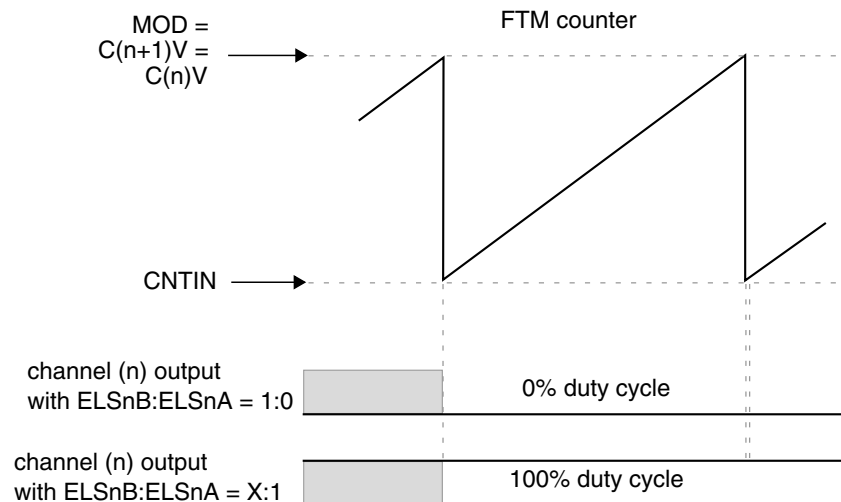 FTM counter
MOD =
C(n+1)V =
C(n)V
CNTIN
channel (n) output
with ELSnB:ELSnA = 1:0
0% duty cycle
channel (n) output
with ELSnB:ELSnA = X:1
100% duty cycle